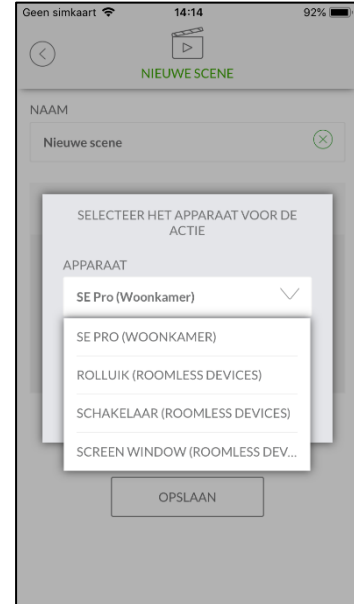 Geen simkaart 14:14 92%
NIEUWE SCENE
NAAM
Nieuwe scene
SELECTEER HET APPARAAT VOOR DE
ACTIE
APPARAAT
SE Pro (Woonkamer)
SE PRO (WOONKAMER)
ROLLUIK (ROOMLESS DEVICES)
SCHAKELAAR (ROOMLESS DEVICES)
SCREEN WINDOW (ROOMLESS DEV...
OPSLAAN